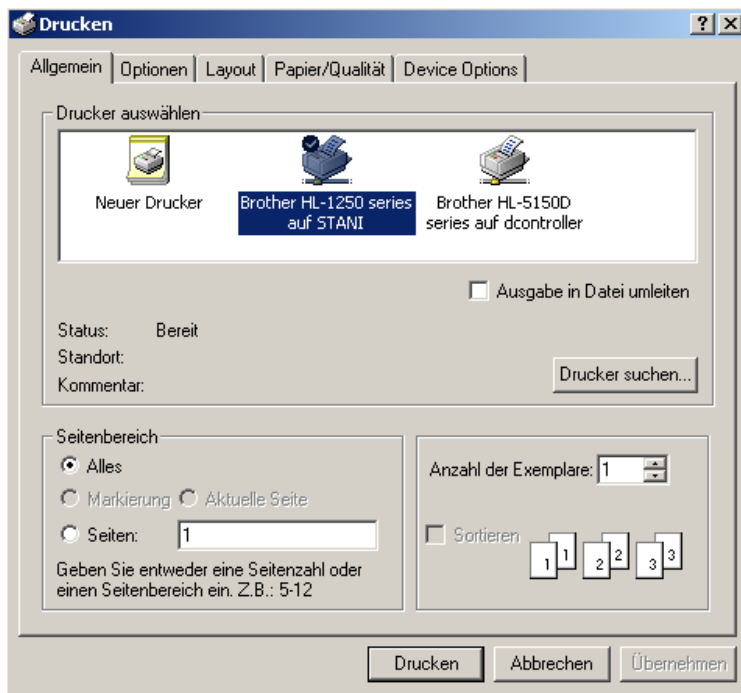 Drucken
Allgemein Optionen Layout Papier/Qualität Device Options
Drucker auswählen
Neuer Drucker
Brother HL-1250 series
auf STANI
Brother HL-5150D
series auf dcontroller
Ausgabe in Datei umleiten
Status: Bereit
Standort:
Kommentar:
Drucker suchen...
Seitenbereich
Alles
Markierung Aktuelle Seite
Seiten: 1
Geben Sie entweder eine Seitenzahl oder
einen Seitenbereich ein. Z.B.: 5-12
Anzahl der Exemplare: 1
Sortieren
1 1 2 2 3 3
Drucken Abbrechen Übernehmen